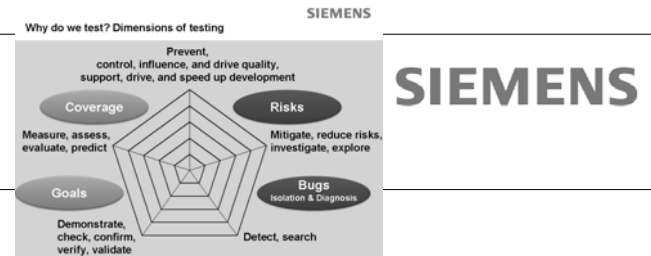 SIEMENS
Why do we test? Dimensions of testing
Prevent,
control, influence, and drive quality,
support, drive, and speed up development
SIEMENS
Coverage
Risks
Measure, assess,
evaluate, predict
Mitigate, reduce risks,
investigate, explore
Goals
Bugs
Isolation & Diagnosis
Demonstrate,
check, confirm,
verify, validate
Detect, search